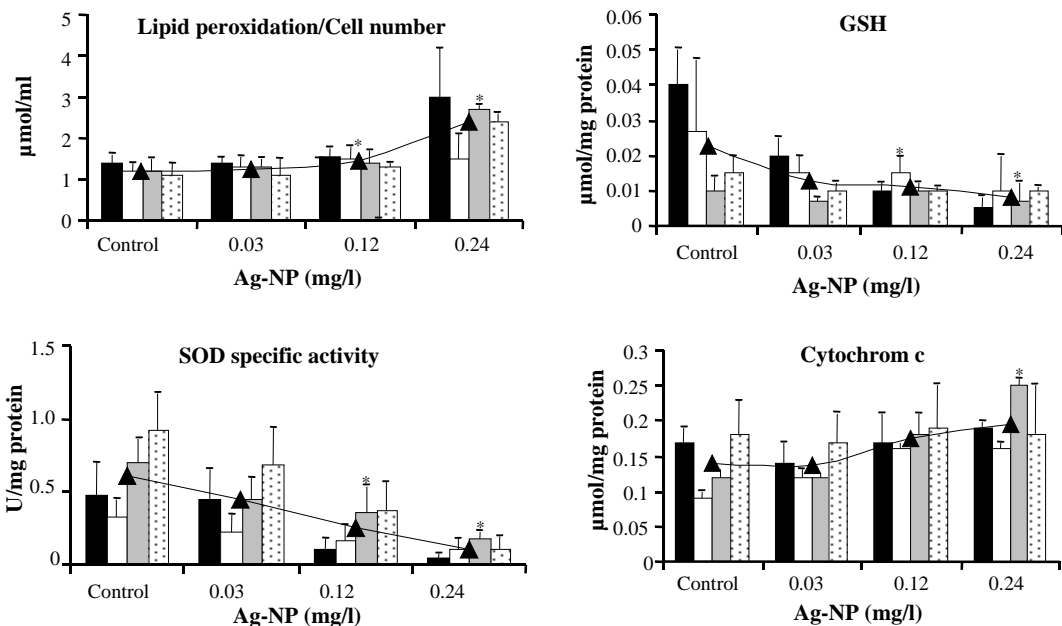 Lipid peroxidation/Cell number
µmol/ml
5
4
3
2
1
0
*
*
Control 0.03 0.12 0.24
Ag-NP (mg/l)
GSH
µmol/mg protein
0.06
0.05
0.04
0.03
0.02
0.01
0
*
*
Control 0.03 0.12 0.24
Ag-NP (mg/l)
SOD specific activity
U/mg protein
1.5
1.0
0.5
0
*
*
Control 0.03 0.12 0.24
Ag-NP (mg/l)
Cytochrom c
µmol/mg protein
0.3
0.25
0.20
0.15
0.1
0.05
0
*
Control 0.03 0.12 0.24
Ag-NP (mg/l)